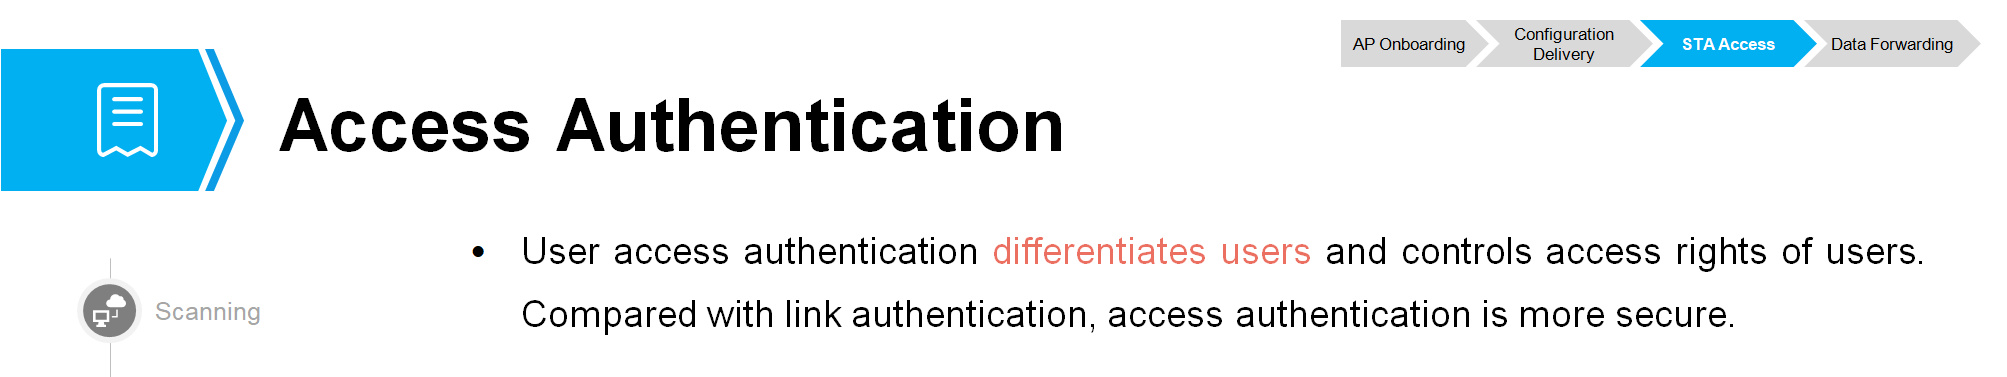 AP Onboarding
Configuration
Delivery
STA Access
Data Forwarding
Access Authentication
• User access authentication differentiates users and controls access rights of users.
Compared with link authentication, access authentication is more secure.
Scanning